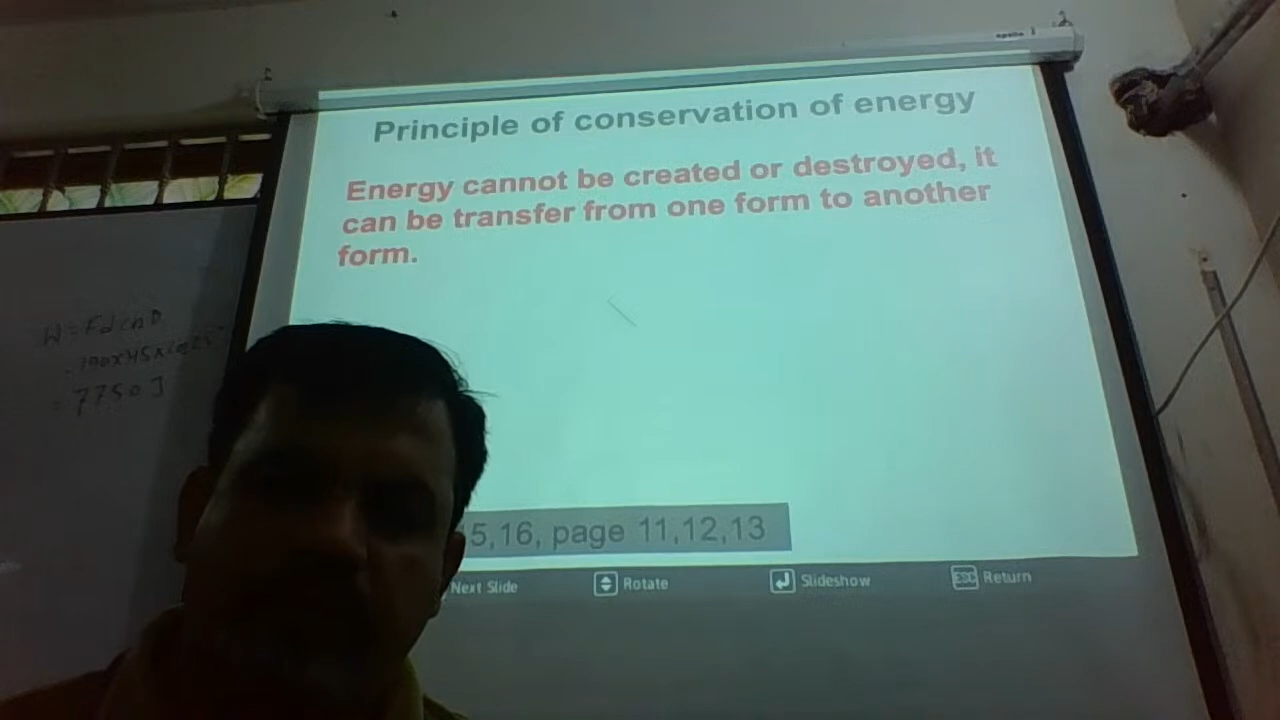 Principle of conservation of energy
Energy cannot be created or destroyed, it
can be transfer from one form to another
form.
5,16, page 11,12,13
Next Slide
Rotate
Slideshow
ESC Return
= 7750 J